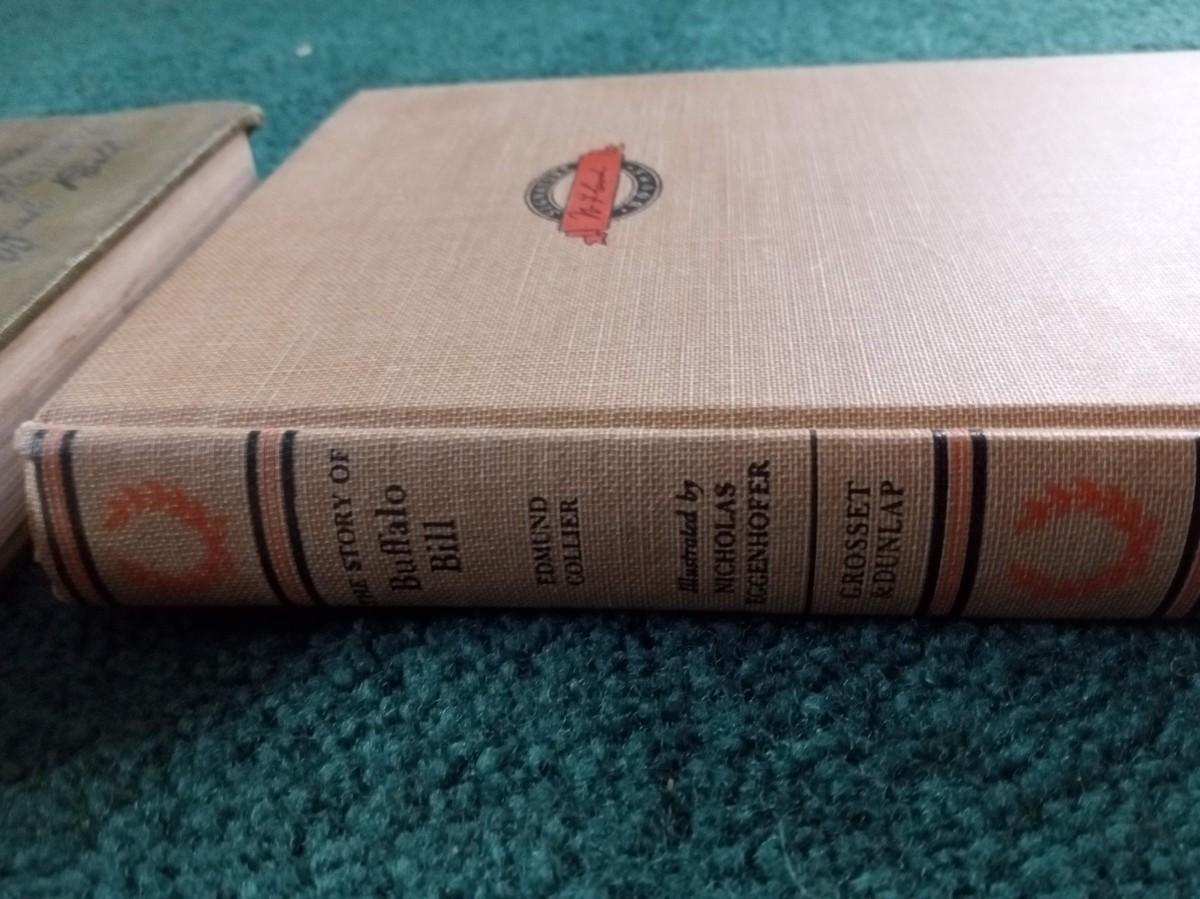 THE STORY OF
Buffalo
Bill
EDMUND
COLLIER
Illustrated by
NICHOLAS
EGGENHOFER
GROSSET
& DUNLAP